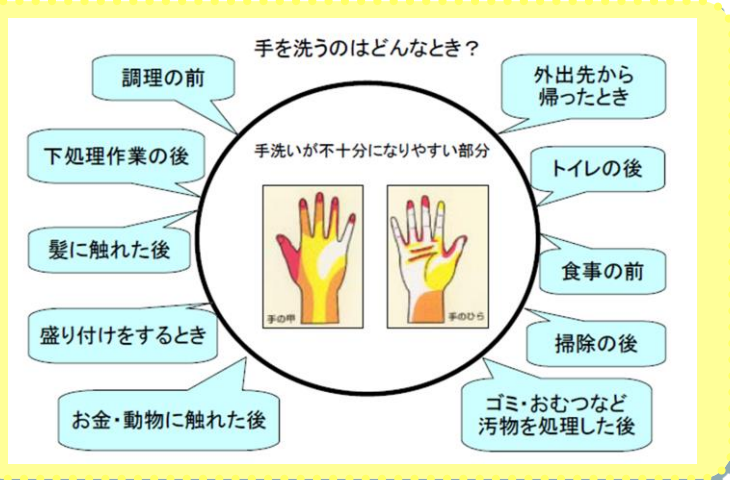 手を洗うのはどんなとき？
調理の前
下処理作業の後
髪に触れた後
盛り付けをするとき
お金・動物に触れた後
手洗いが不十分になりやすい部分
手の甲
手のひら
外出先から
帰ったとき
トイレの後
食事の前
掃除の後
ゴミ・おむつなど
汚物を処理した後